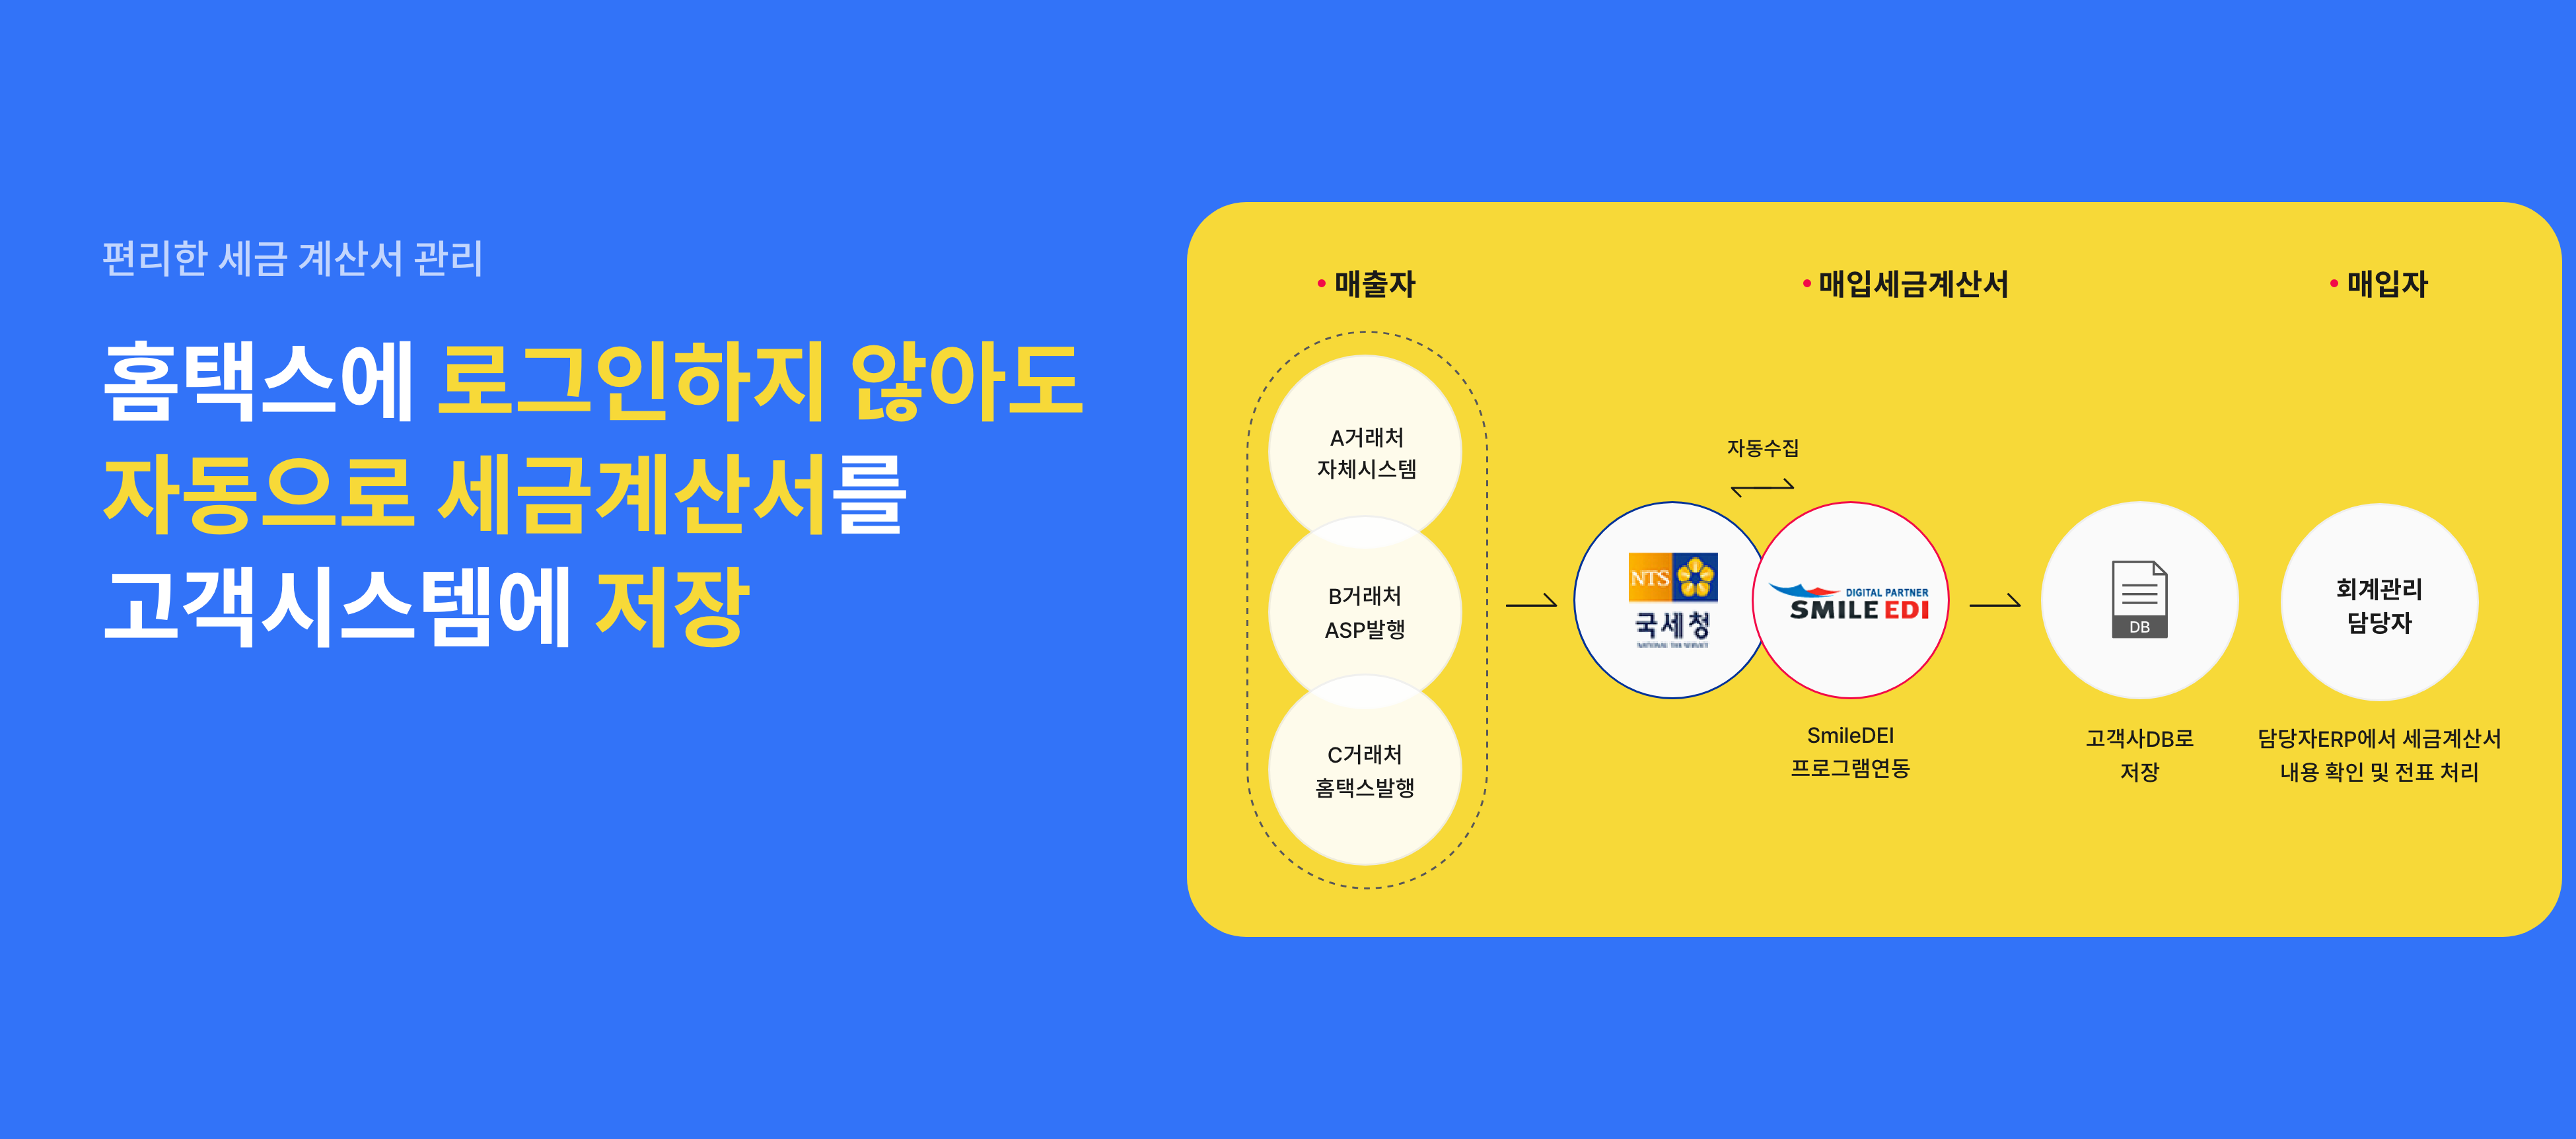 편리한 세금 계산서 관리
홈택스에 로그인하지 않아도
자동으로 세금계산서를
고객시스템에 저장
• 매출자
A거래처
자체시스템
B거래처
ASP발행
C거래처
홈택스발행
• 매입세금계산서
자동수집
NTS
국세청
NATIONAL TAX SERVICE
DIGITAL PARTNER
SMILE EDI
SmileDEI
프로그램연동
DB
고객사DB로
저장
• 매입자
회계관리
담당자
담당자ERP에서 세금계산서
내용 확인 및 전표 처리